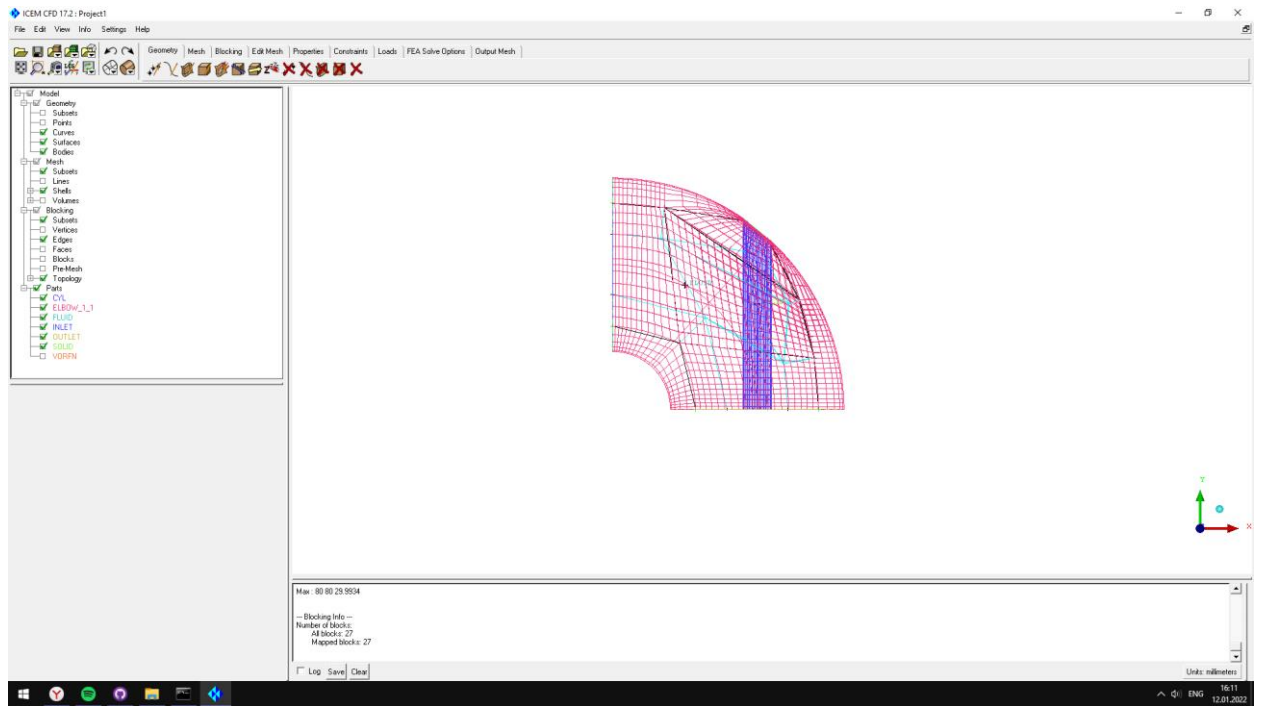 ICEM CFD 17.2 : Project1
File Edit View Info Settings Help
Geometry Mesh Blocking Edit Mesh Properties Constraints Loads FEA Solve Options Output Mesh
Model
Geometry
Subsets
Points
Curves
Surfaces
Bodies
Mesh
Subsets
Lines
Shells
Volumes
Blocking
Subsets
Vertices
Edges
Faces
Blocks
Pre-Mesh
Topology
Parts
CYL
ELBOW_1_1
FLUID
INLET
OUTLET
SOLID
VORFN
Y
X
Max : 80 80 29.9934
--- Blocking Info ---
Number of blocks:
All blocks: 27
Mapped blocks: 27
Log Save Clear
Units: millimeters
ENG
16:11
12.01.2022